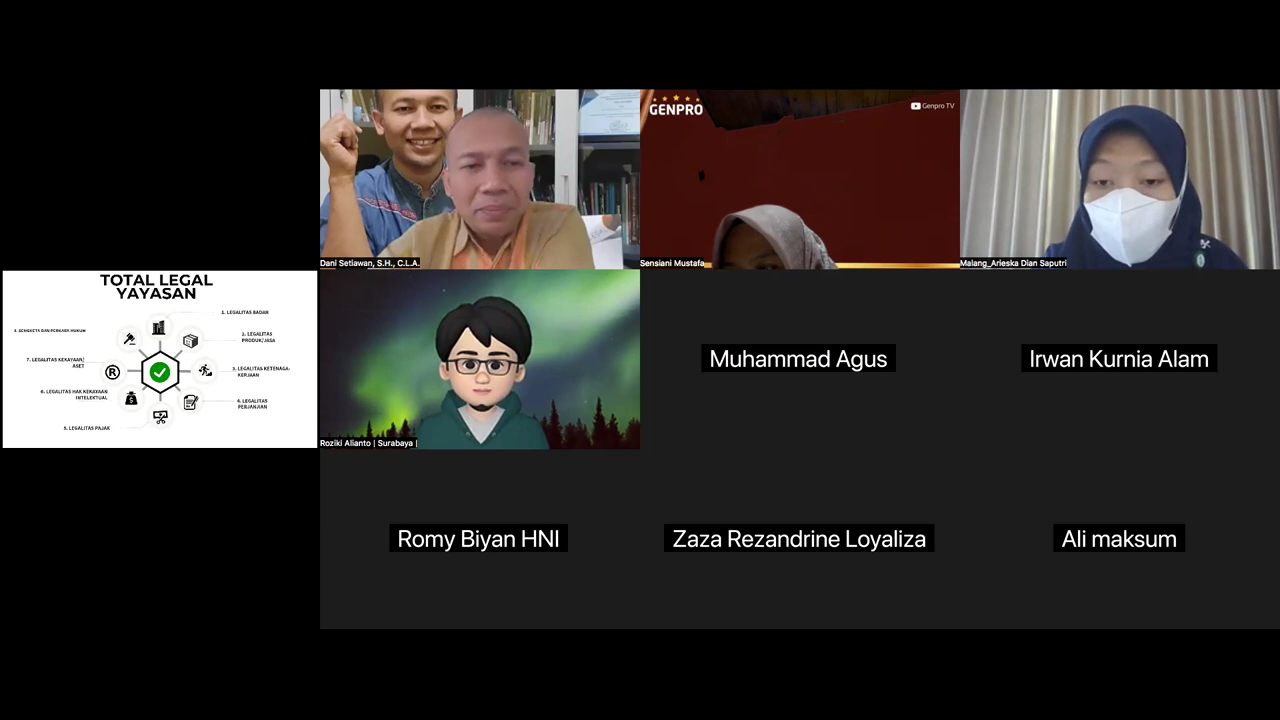 TOTAL LEGAL
YAYASAN
1. LEGALITAS BADAN
2. LEGALITAS
PRODUK/JASA
3. LEGALITAS KETENAGA-
KERJAAN
4. LEGALITAS
PERJANJIAN
5. LEGALITAS PAJAK
6. LEGALITAS HAK KEKAYAAN
INTELEKTUAL
7. LEGALITAS KEKAYAAN/
ASET
SENGKETA DAN PERKARA HUKUM
R
$
Dani Setiawan, S.H., C.L.A.
GENPRO
Genpro TV
Sensiani Mustafa
Malang_Arieska Dian Saputri
Roziki Alianto | Surabaya |
Muhammad Agus
Irwan Kurnia Alam
Romy Biyan HNI
Zaza Rezandrine Loyaliza
Ali maksum